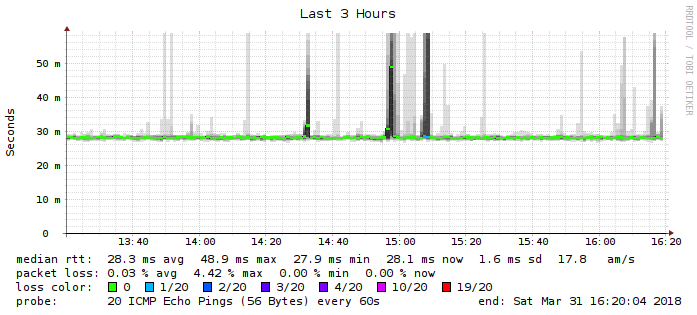 Last 3 Hours
RRDTOOL / TOBI OETIKER
Seconds
50 m
40 m
30 m
20 m
10 m
0
13:40 14:00 14:20 14:40 15:00 15:20 15:40 16:00 16:20
median rtt: 28.3 ms avg 48.9 ms max 27.9 ms min 28.1 ms now 1.6 ms sd 17.8 am/s
packet loss: 0.03 % avg 4.42 % max 0.00 % min 0.00 % now
loss color: 0 1/20 2/20 3/20 4/20 10/20 19/20
probe: 20 ICMP Echo Pings (56 Bytes) every 60s end: Sat Mar 31 16:20:04 2018